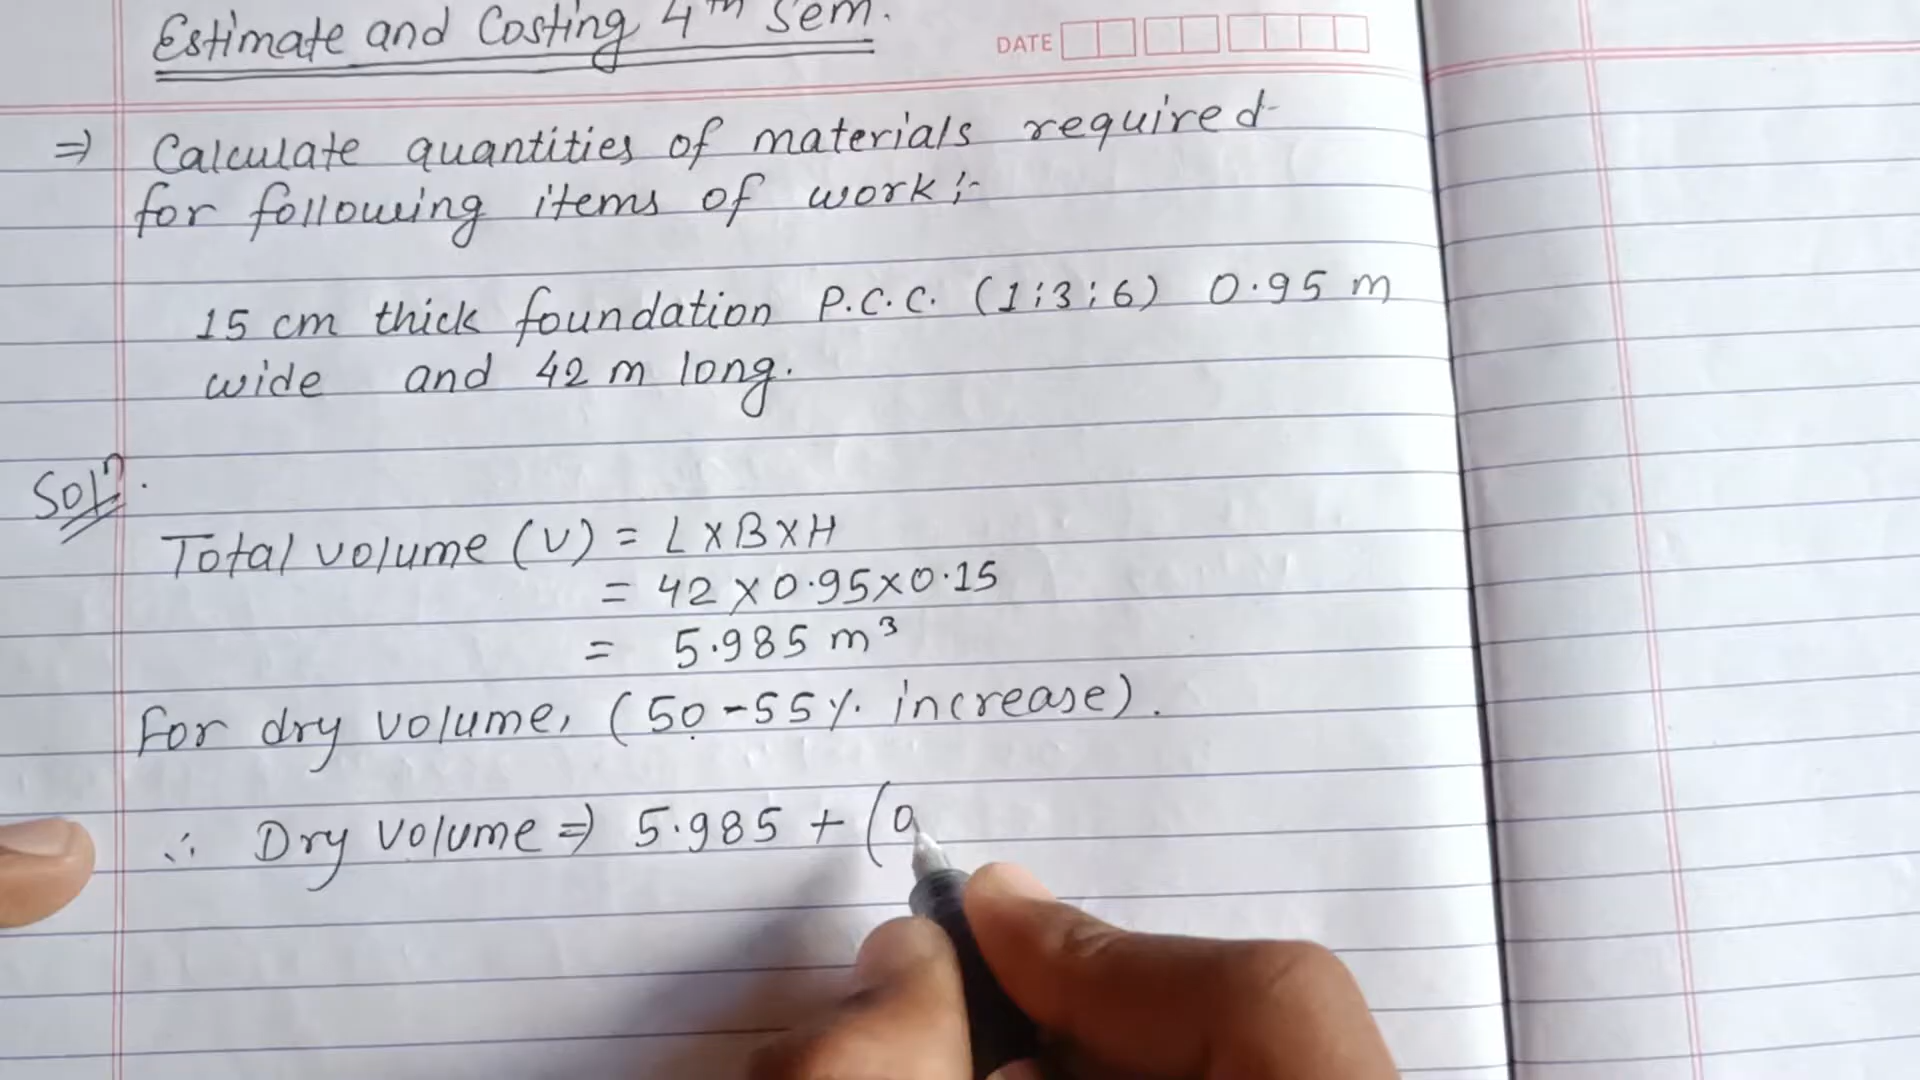 Estimate and Costing 4th Sem.
DATE
⇒ Calculate quantities of materials required
for following items of work:-
15 cm thick foundation P.C.C. (1:3:6) 0.95 m
wide and 42 m long.
Solⁿ.
Total volume (V) = L×B×H
= 42×0.95×0.15
= 5.985 m³
For dry volume, (50-55% increase).
∴ Dry volume ⇒ 5.985 + (0